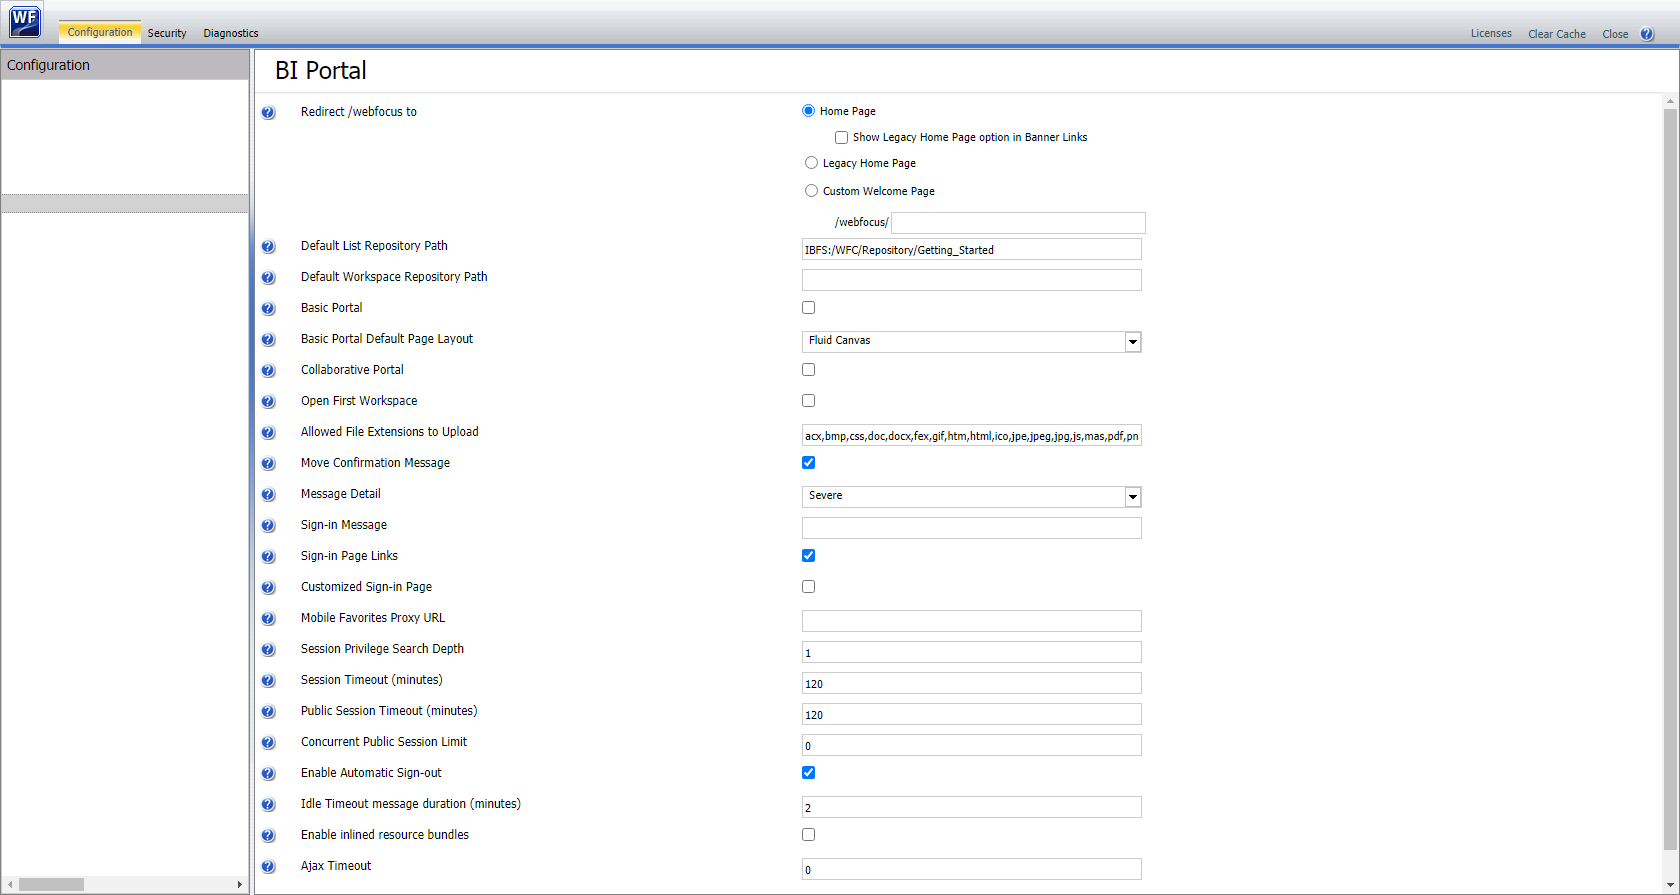 WF
Configuration Security Diagnostics
Licenses Clear Cache Close ?
Configuration
BI Portal
Redirect /webfocus to
Home Page
Show Legacy Home Page option in Banner Links
Legacy Home Page
Custom Welcome Page
/webfocus/
Default List Repository Path IBFS:/WFC/Repository/Getting_Started
Default Workspace Repository Path
Basic Portal
Basic Portal Default Page Layout Fluid Canvas
Collaborative Portal
Open First Workspace
Allowed File Extensions to Upload acx,bmp,css,doc,docx,fex,gif,htm,html,ico,jpe,jpeg,jpg,js,mas,pdf,pn
Move Confirmation Message
Message Detail Severe
Sign-in Message
Sign-in Page Links
Customized Sign-in Page
Mobile Favorites Proxy URL
Session Privilege Search Depth 1
Session Timeout (minutes) 120
Public Session Timeout (minutes) 120
Concurrent Public Session Limit 0
Enable Automatic Sign-out
Idle Timeout message duration (minutes) 2
Enable inlined resource bundles
Ajax Timeout 0